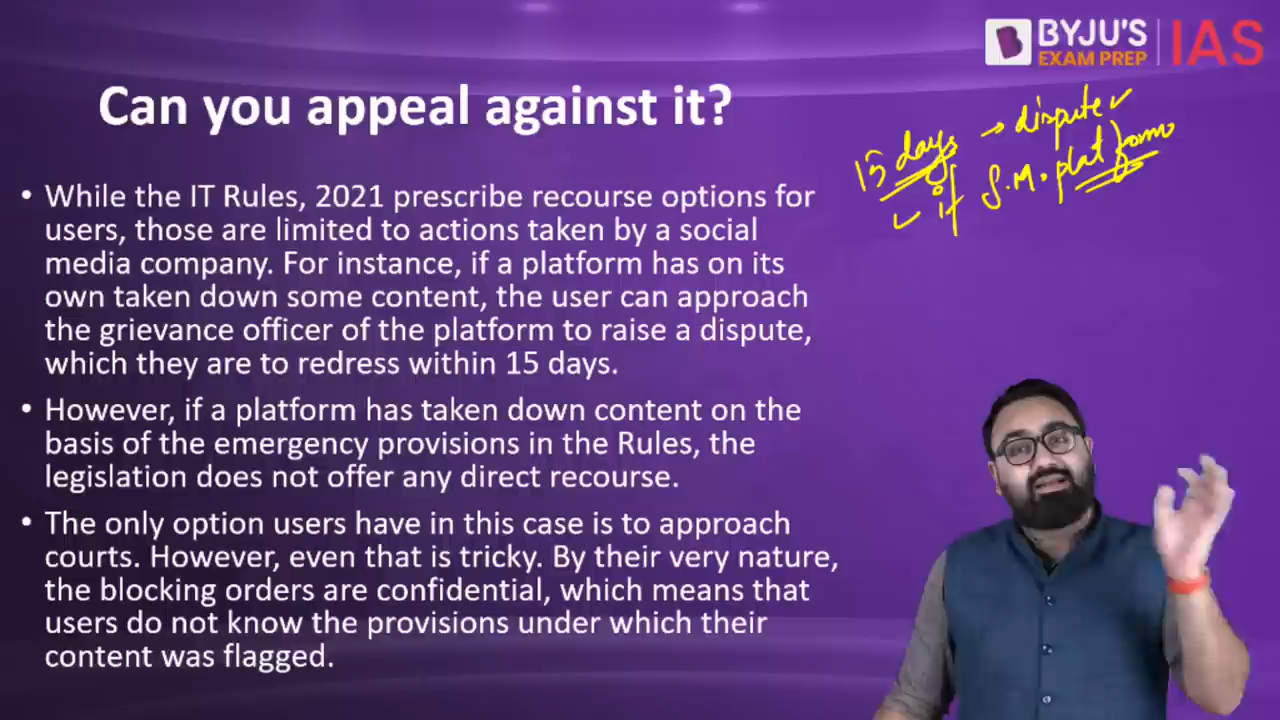 BYJU'S
EXAM PREP
IAS
Can you appeal against it?
15 days → dispute ✓
✓ if S.M. platform
• While the IT Rules, 2021 prescribe recourse options for
users, those are limited to actions taken by a social
media company. For instance, if a platform has on its
own taken down some content, the user can approach
the grievance officer of the platform to raise a dispute,
which they are to redress within 15 days.
• However, if a platform has taken down content on the
basis of the emergency provisions in the Rules, the
legislation does not offer any direct recourse.
• The only option users have in this case is to approach
courts. However, even that is tricky. By their very nature,
the blocking orders are confidential, which means that
users do not know the provisions under which their
content was flagged.